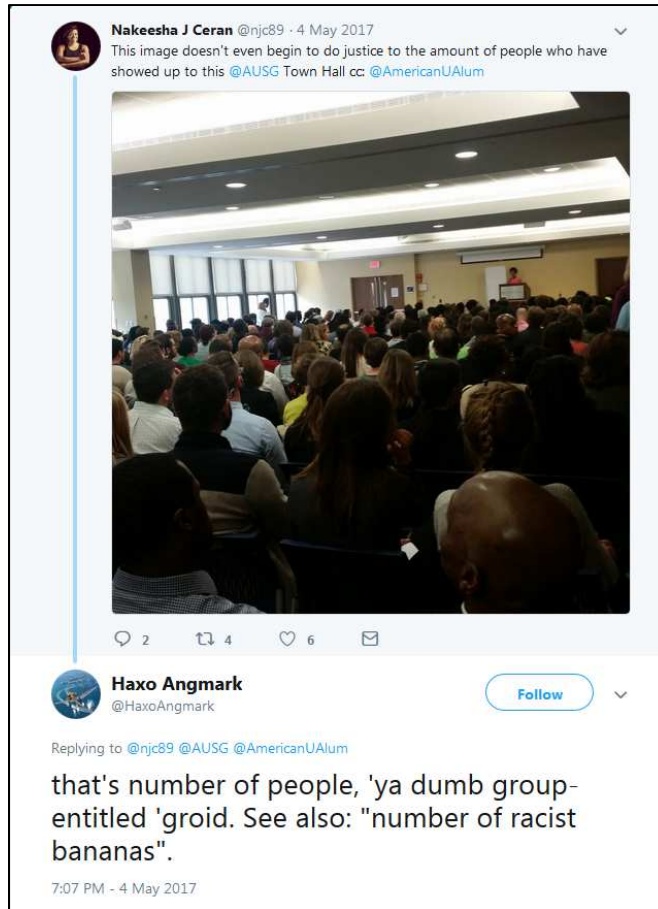 Nakeesha J Ceran @njc89 · 4 May 2017
This image doesn't even begin to do justice to the amount of people who have
showed up to this @AUSG Town Hall cc: @AmericanUAlum
2 4 6
Haxo Angmark
@HaxoAngmark
Follow
Replying to @njc89 @AUSG @AmericanUAlum
that's number of people, 'ya dumb group-
entitled 'groid. See also: "number of racist
bananas".
7:07 PM - 4 May 2017